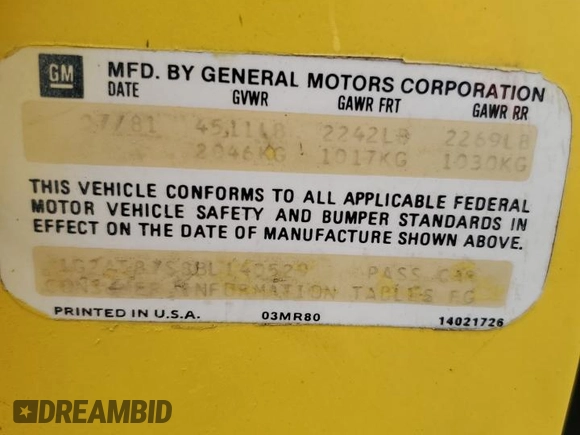 GM MFD. BY GENERAL MOTORS CORPORATION
DATE GVWR GAWR FRT GAWR RR
07/81 4511LB 2242LB 2269LB
2046KG 1017KG 1030KG
THIS VEHICLE CONFORMS TO ALL APPLICABLE FEDERAL
MOTOR VEHICLE SAFETY AND BUMPER STANDARDS IN
EFFECT ON THE DATE OF MANUFACTURE SHOWN ABOVE.
PASS CAR
CONSUMER INFORMATION TABLES FG
PRINTED IN U.S.A. 03MR80 14021726
DREAMBID